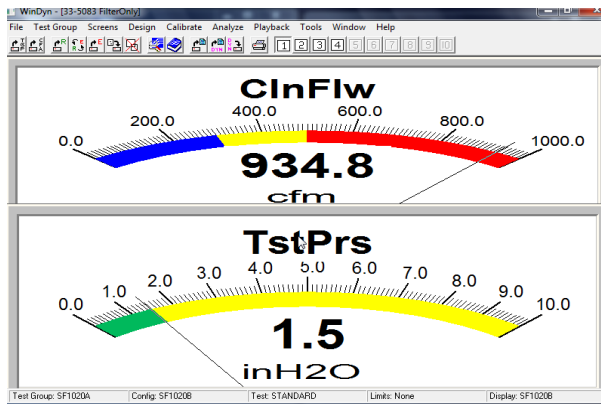 WinDyn - [33-5083 FilterOnly]
File Test Group Screens Design Calibrate Analyze Playback Tools Window Help
1 2 3 4 5 6 7 8 9 10
ClnFlw
0.0 200.0 400.0 600.0 800.0 1000.0
934.8
cfm
TstPrs
0.0 1.0 2.0 3.0 4.0 5.0 6.0 7.0 8.0 9.0 10.0
1.5
inH2O
Test Group: SF1020A Config: SF1020B Test: STANDARD Limits: None Display: SF1020B